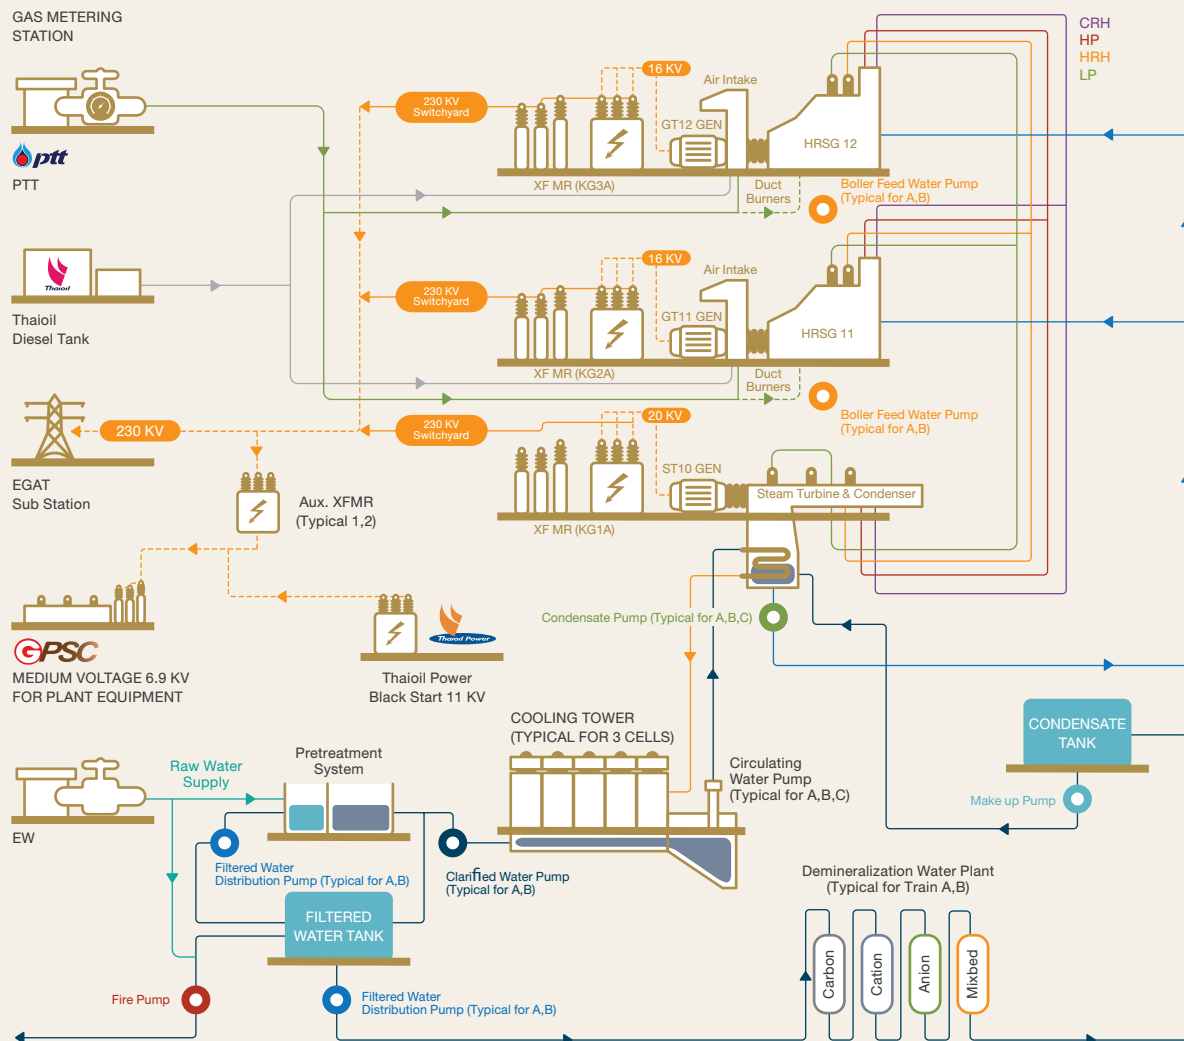 GAS METERING
STATION
ptt
PTT
CRH
HP
HRH
LP
16 KV
Air Intake
230 KV
Switchyard
GT12 GEN
HRSG 12
XF MR (KG3A)
Duct
Burners
Boller Feed Water Pump
(Typical for A,B)
Thaioil
Thaioil
Diesel Tank
16 KV
Air Intake
230 KV
Switchyard
GT11 GEN
HRSG 11
XF MR (KG2A)
Duct
Burners
Boller Feed Water Pump
(Typical for A,B)
230 KV
EGAT
Sub Station
20 KV
230 KV
Switchyard
ST10 GEN
Steam Turbine & Condenser
XF MR (KG1A)
Aux. XFMR
(Typical 1,2)
Condensate Pump (Typical for A,B,C)
GPSC
MEDIUM VOLTAGE 6.9 KV
FOR PLANT EQUIPMENT
Thaioil Power
Thaioil Power
Black Start 11 KV
COOLING TOWER
(TYPICAL FOR 3 CELLS)
CONDENSATE
TANK
Make up Pump
Circulating
Water Pump
(Typical for A,B,C)
Raw Water
Supply
Pretreatment
System
EW
Filtered Water
Distribution Pump (Typical for A,B)
Clarified Water Pump
(Typical for A,B)
FILTERED
WATER TANK
Demineralization Water Plant
(Typical for Train A,B)
Carbon
Cation
Anion
Mixbed
Fire Pump
Filtered Water
Distribution Pump (Typical for A,B)